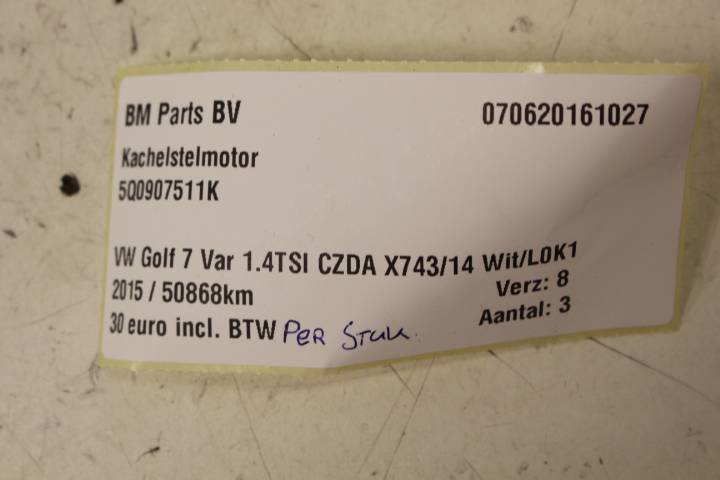 BM Parts BV 070620161027
Kachelstelmotor
5Q0907511K
VW Golf 7 Var 1.4TSI CZDA X743/14 Wit/L0K1
2015 / 50868km Verz: 8
30 euro incl. BTW Per Stuk. Aantal: 3